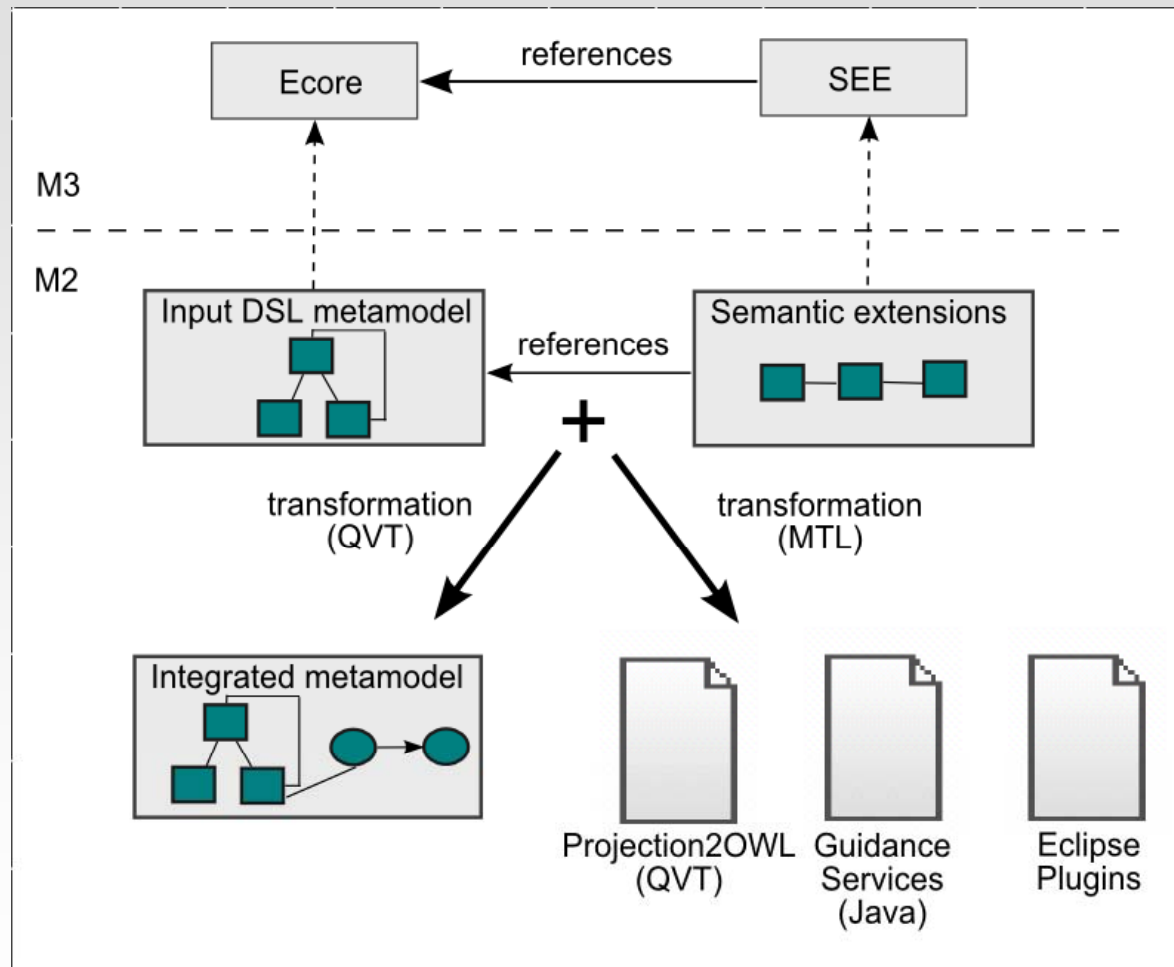 references
Ecore
SEE
M3
M2
Input DSL metamodel
Semantic extensions
references
+
transformation
(QVT)
transformation
(MTL)
Integrated metamodel
Projection2OWL
(QVT)
Guidance
Services
(Java)
Eclipse
Plugins